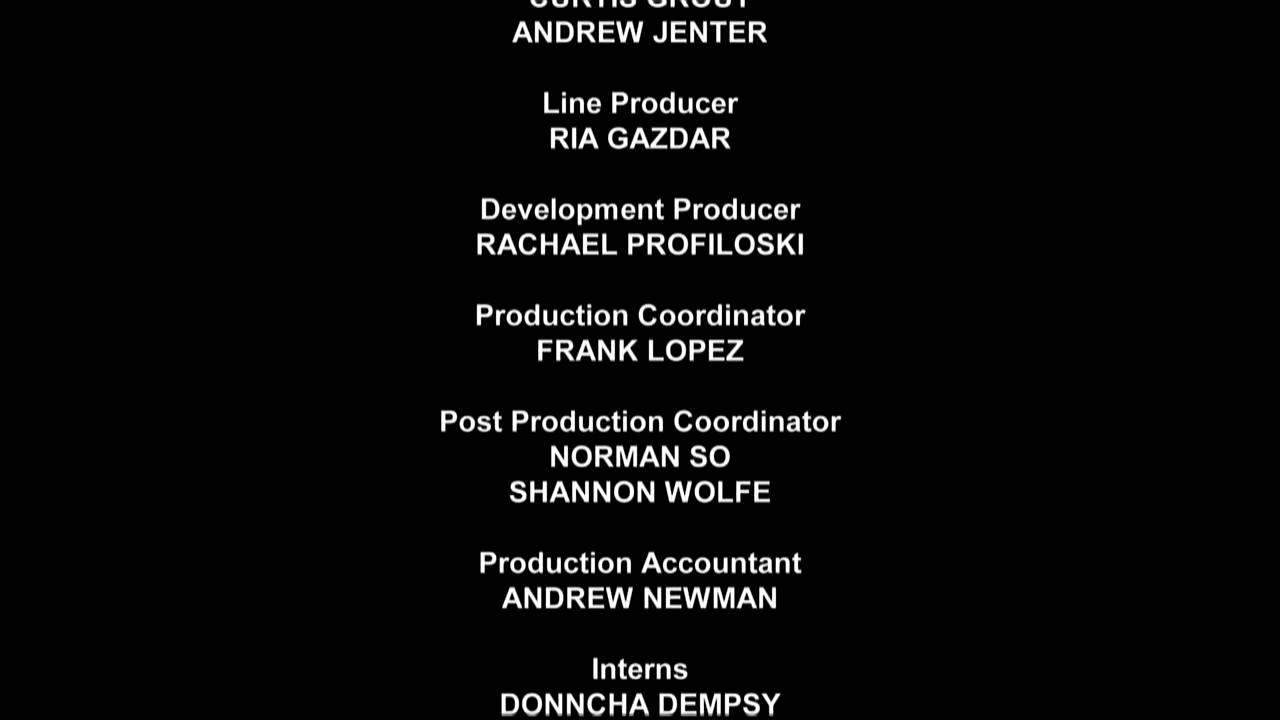 ANDREW JENTER
Line Producer
RIA GAZDAR
Development Producer
RACHAEL PROFILOSKI
Production Coordinator
FRANK LOPEZ
Post Production Coordinator
NORMAN SO
SHANNON WOLFE
Production Accountant
ANDREW NEWMAN
Interns
DONNCHA DEMPSY